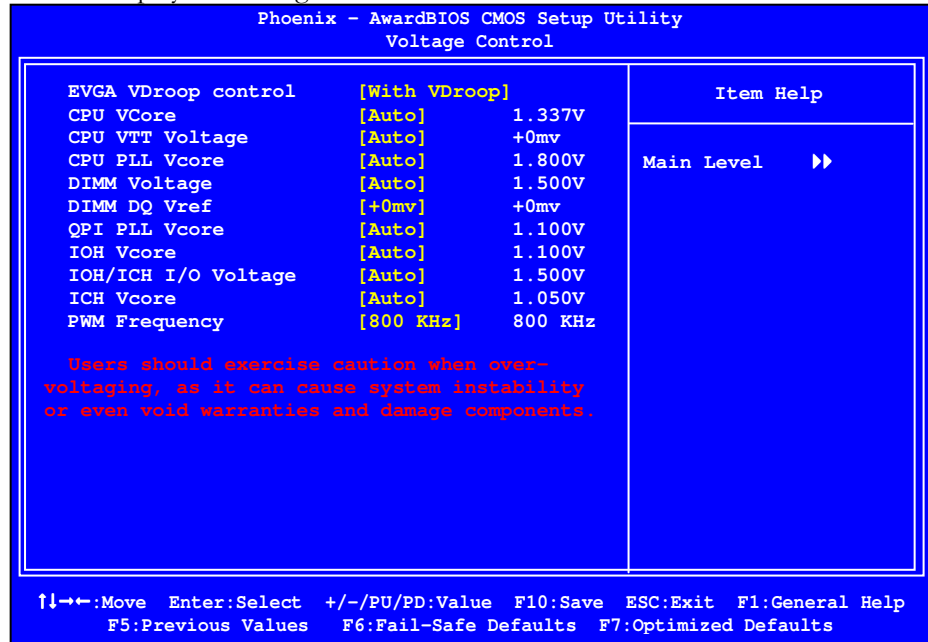 Phoenix – AwardBIOS CMOS Setup Utility
Voltage Control
EVGA VDroop control [With VDroop]
CPU VCore [Auto] 1.337V
CPU VTT Voltage [Auto] +0mv
CPU PLL Vcore [Auto] 1.800V
DIMM Voltage [Auto] 1.500V
DIMM DQ Vref [+0mv] +0mv
QPI PLL Vcore [Auto] 1.100V
IOH Vcore [Auto] 1.100V
IOH/ICH I/O Voltage [Auto] 1.500V
ICH Vcore [Auto] 1.050V
PWM Frequency [800 KHz] 800 KHz
Users should exercise caution when over-
voltaging, as it can cause system instability
or even void warranties and damage components.
Item Help
Main Level
↑↓→←:Move Enter:Select +/-/PU/PD:Value F10:Save ESC:Exit F1:General Help
F5:Previous Values F6:Fail-Safe Defaults F7:Optimized Defaults